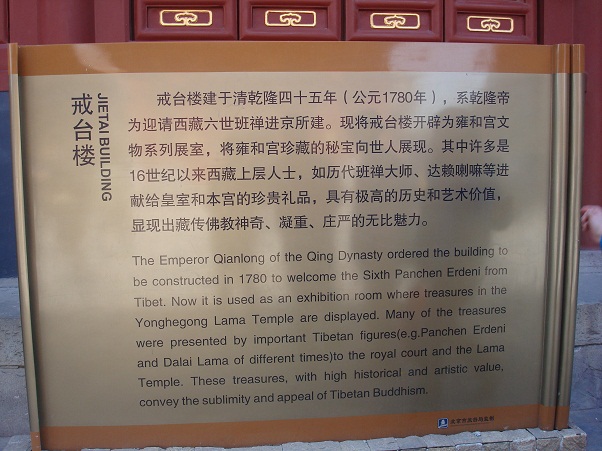 戒台楼
JIETAI BUILDING
戒台楼建于清乾隆四十五年（公元1780年），系乾隆帝
为迎请西藏六世班禅进京所建。现将戒台楼开辟为雍和宫文
物系列展室，将雍和宫珍藏的秘宝向世人展现。其中许多是
16世纪以来西藏上层人士，如历代班禅大师、达赖喇嘛等进
献给皇室和本宫的珍贵礼品，具有极高的历史和艺术价值，
显现出藏传佛教神奇、凝重、庄严的无比魅力。
The Emperor Qianlong of the Qing Dynasty ordered the building to
be constructed in 1780 to welcome the Sixth Panchen Erdeni from
Tibet. Now it is used as an exhibition room where treasures in the
Yonghegong Lama Temple are displayed. Many of the treasures
were presented by important Tibetan figures(e.g.Panchen Erdeni
and Dalai Lama of different times)to the royal court and the Lama
Temple. These treasures, with high historical and artistic value,
convey the sublimity and appeal of Tibetan Buddhism.